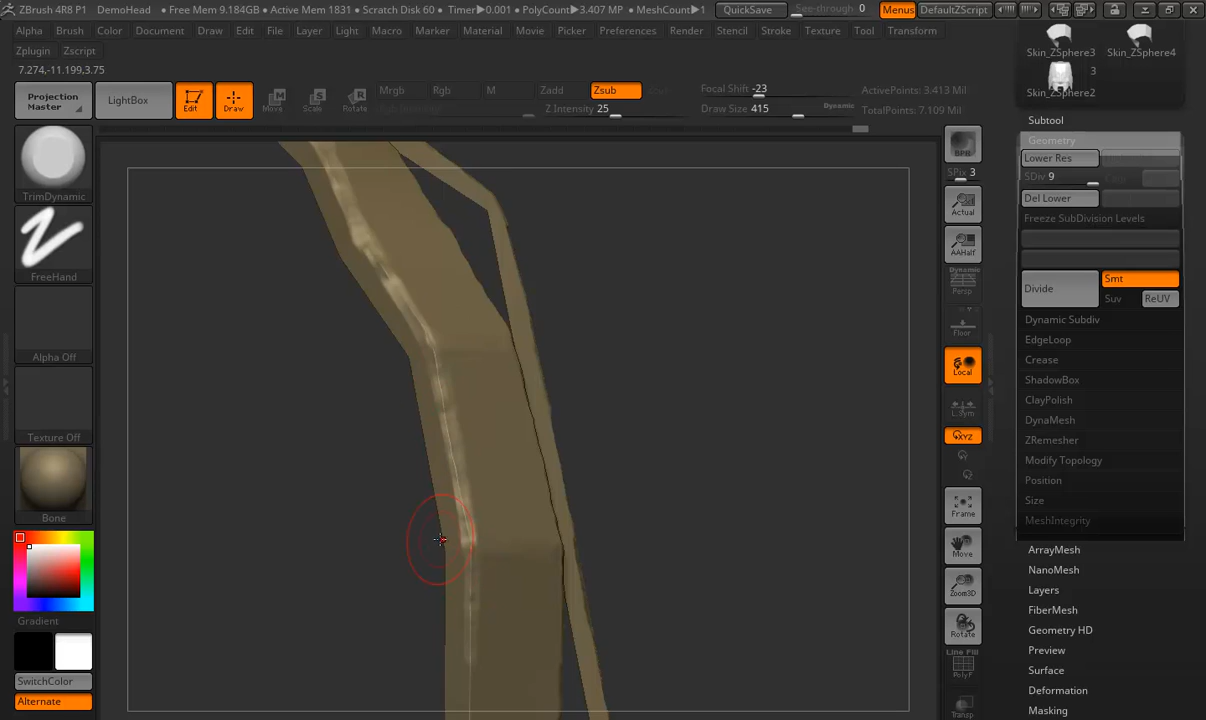 ZBrush 4R8 P1 DemoHead • Free Mem 9.184GB • Active Mem 1831 • Scratch Disk 60 • Timer▶0.001 • PolyCount▶3.407 MP • MeshCount▶1 QuickSave See-through 0 Menus DefaultZScript
Alpha Brush Color Document Draw Edit File Layer Light Macro Marker Material Movie Picker Preferences Render Stencil Stroke Texture Tool Transform
Zplugin Zscript
7.274,-11.199,3.75
Projection Master
LightBox
Edit
Draw
Move
Scale
Rotate
Mrgb Rgb M Zadd Zsub
Z Intensity 25
Focal Shift -23
Draw Size 415
Dynamic
ActivePoints: 3.413 Mil
TotalPoints: 7.109 Mil
TrimDynamic
FreeHand
Alpha Off
Texture Off
Bone
Gradient
SwitchColor
Alternate
BPR
SPix 3
Actual
AAHalf
Dynamic
Persp
Floor
Local
L.Sym
XYZ
Frame
Move
Zoom3D
Rotate
Line Fill
PolyF
Transp
Skin_ZSphere3 Skin_ZSphere4
3
Skin_ZSphere2
Subtool
Geometry
Lower Res
SDiv 9
Del Lower
Freeze SubDivision Levels
Divide
Smt
Suv ReUV
Dynamic Subdiv
EdgeLoop
Crease
ShadowBox
ClayPolish
DynaMesh
ZRemesher
Modify Topology
Position
Size
MeshIntegrity
ArrayMesh
NanoMesh
Layers
FiberMesh
Geometry HD
Preview
Surface
Deformation
Masking